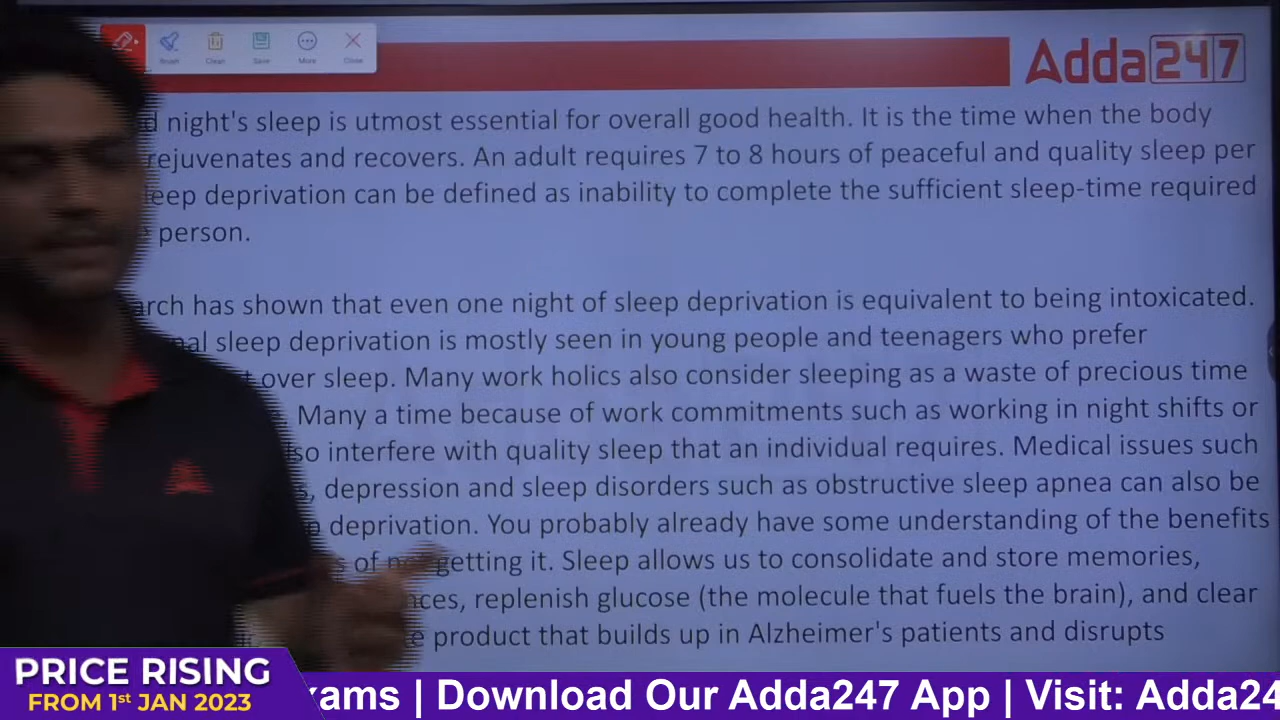 Reset
Clean
Save
More
Close
Adda247
night's sleep is utmost essential for overall good health. It is the time when the body
rejuvenates and recovers. An adult requires 7 to 8 hours of peaceful and quality sleep per
deprivation can be defined as inability to complete the sufficient sleep-time required
person.
has shown that even one night of sleep deprivation is equivalent to being intoxicated.
sleep deprivation is mostly seen in young people and teenagers who prefer
over sleep. Many work holics also consider sleeping as a waste of precious time
Many a time because of work commitments such as working in night shifts or
interfere with quality sleep that an individual requires. Medical issues such
depression and sleep disorders such as obstructive sleep apnea can also be
deprivation. You probably already have some understanding of the benefits
of getting it. Sleep allows us to consolidate and store memories,
replenish glucose (the molecule that fuels the brain), and clear
product that builds up in Alzheimer's patients and disrupts
PRICE RISING
FROM 1st JAN 2023
| Download Our Adda247 App | Visit: